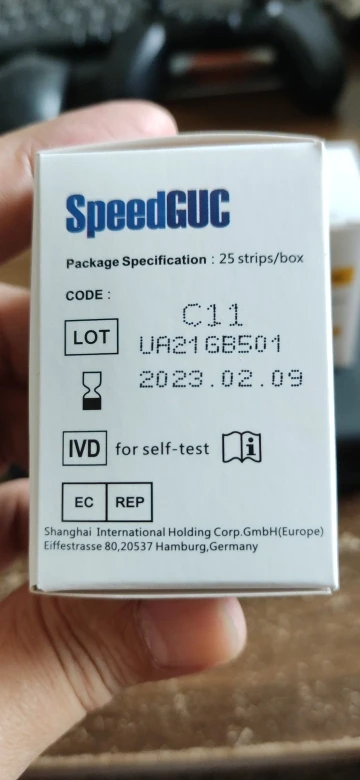 SpeedGUC
Package Specification : 25 strips/box
CODE :
C11
LOT
UA21GB501
2023.02.09
IVD for self-test i
EC REP
Shanghai International Holding Corp.GmbH(Europe)
Eiffestrasse 80,20537 Hamburg,Germany